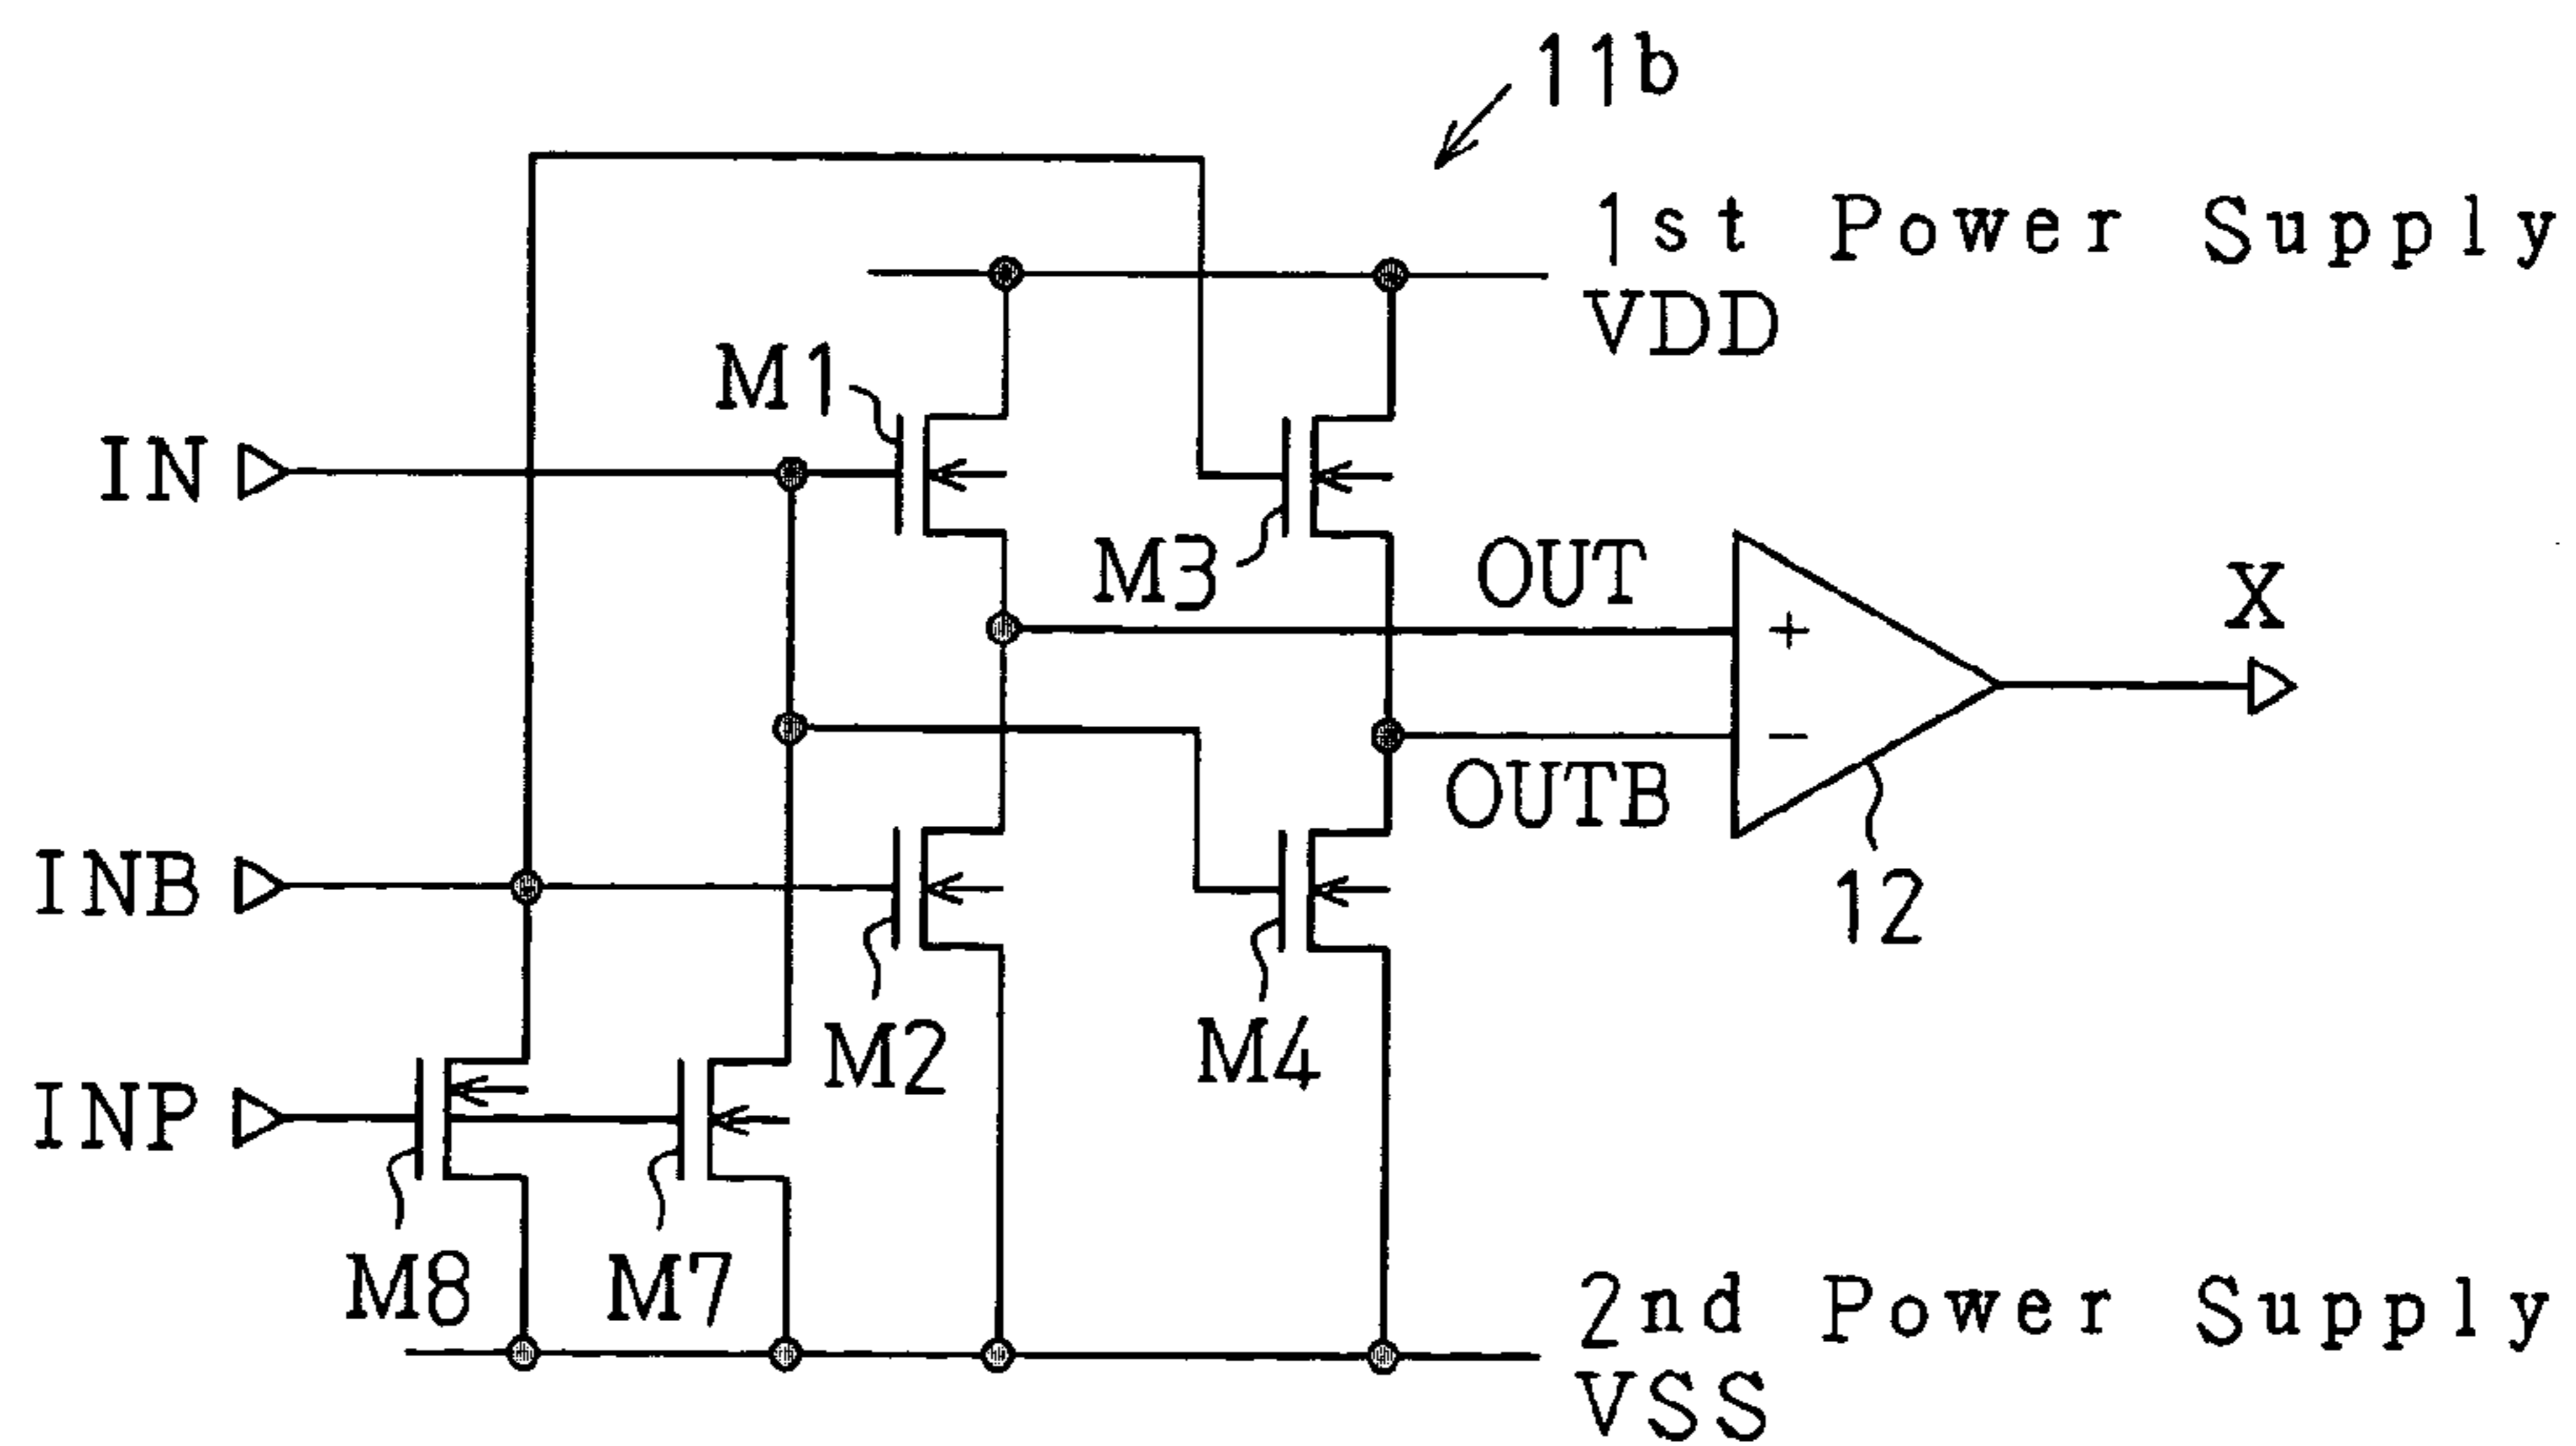 11b
1st Power Supply
VDD
M1
IN
M3
OUT
+
X
−
OUTB
INB
12
M2
M4
INP
M8
M7
2nd Power Supply
VSS